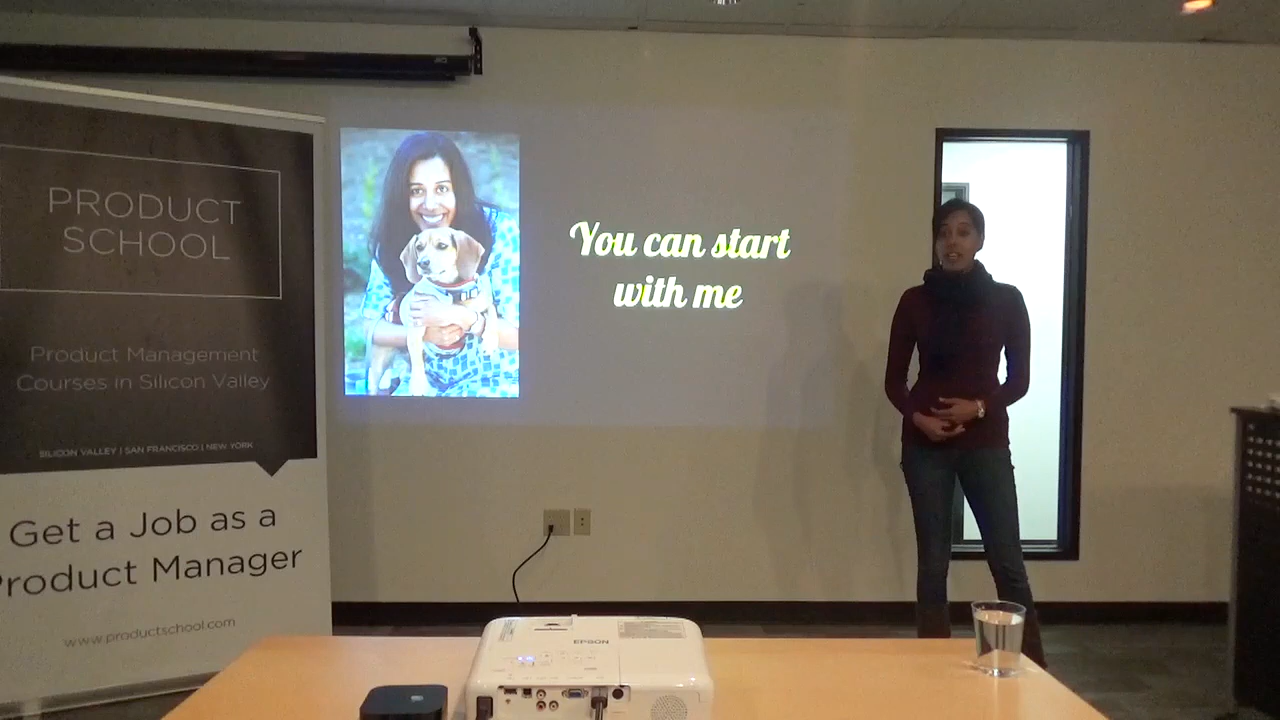 PRODUCT
SCHOOL
Product Management
Courses in Silicon Valley
SILICON VALLEY | SAN FRANCISCO | NEW YORK
Get a Job as a
Product Manager
www.productschool.com
You can start
with me
EPSON